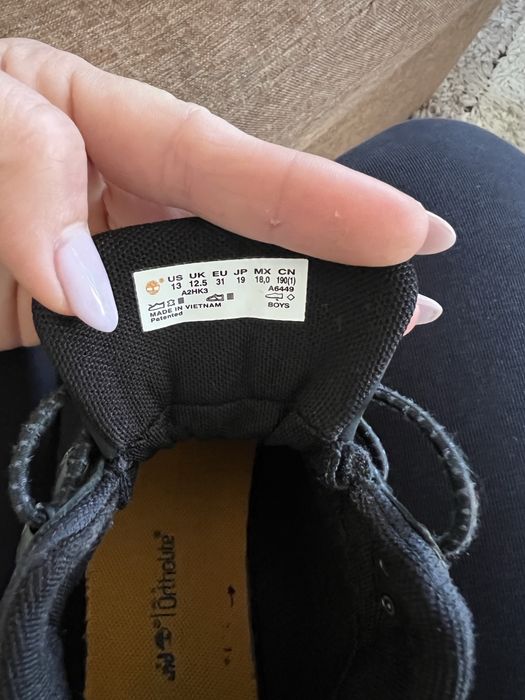 US UK EU JP MX CN
13 12.5 31 19 18,0 190(1)
A2HK3 A6449
MADE IN VIETNAM BOYS
Patented
OrthoLite